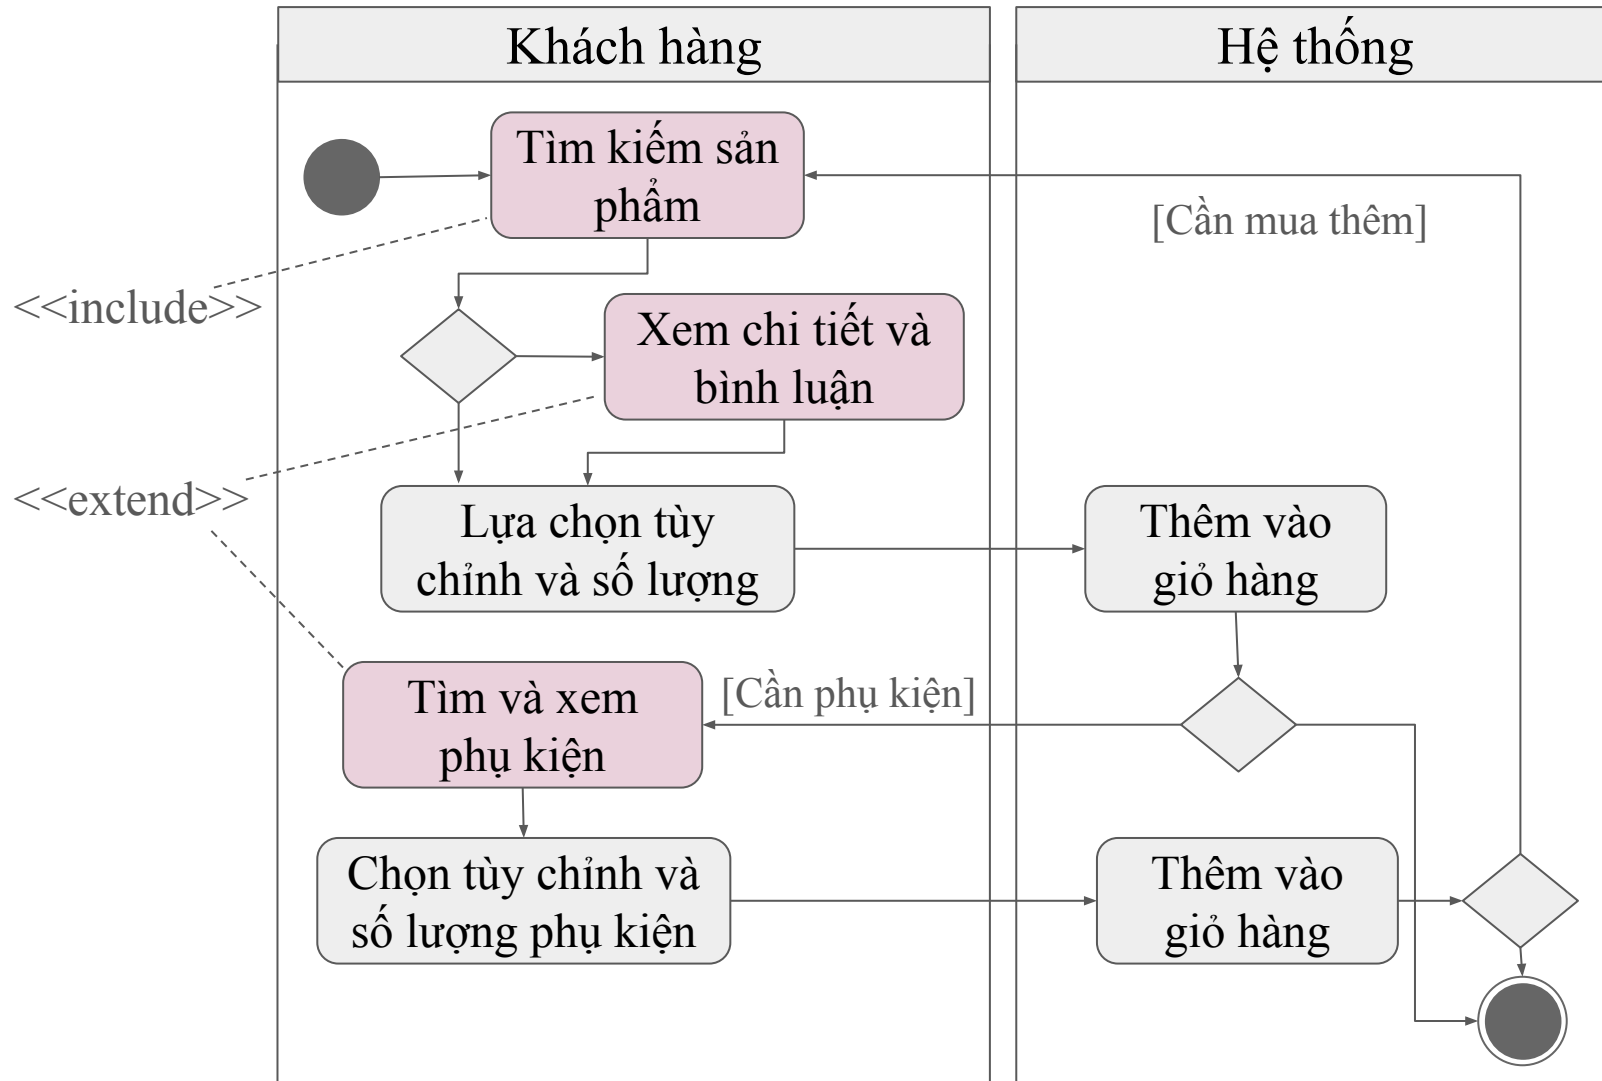 Khách hàng
Hệ thống
Tìm kiếm sản
phẩm
[Cần mua thêm]
<<include>>
Xem chi tiết và
bình luận
<<extend>>
Lựa chọn tùy
chỉnh và số lượng
Thêm vào
giỏ hàng
Tìm và xem
phụ kiện
[Cần phụ kiện]
Chọn tùy chỉnh và
số lượng phụ kiện
Thêm vào
giỏ hàng